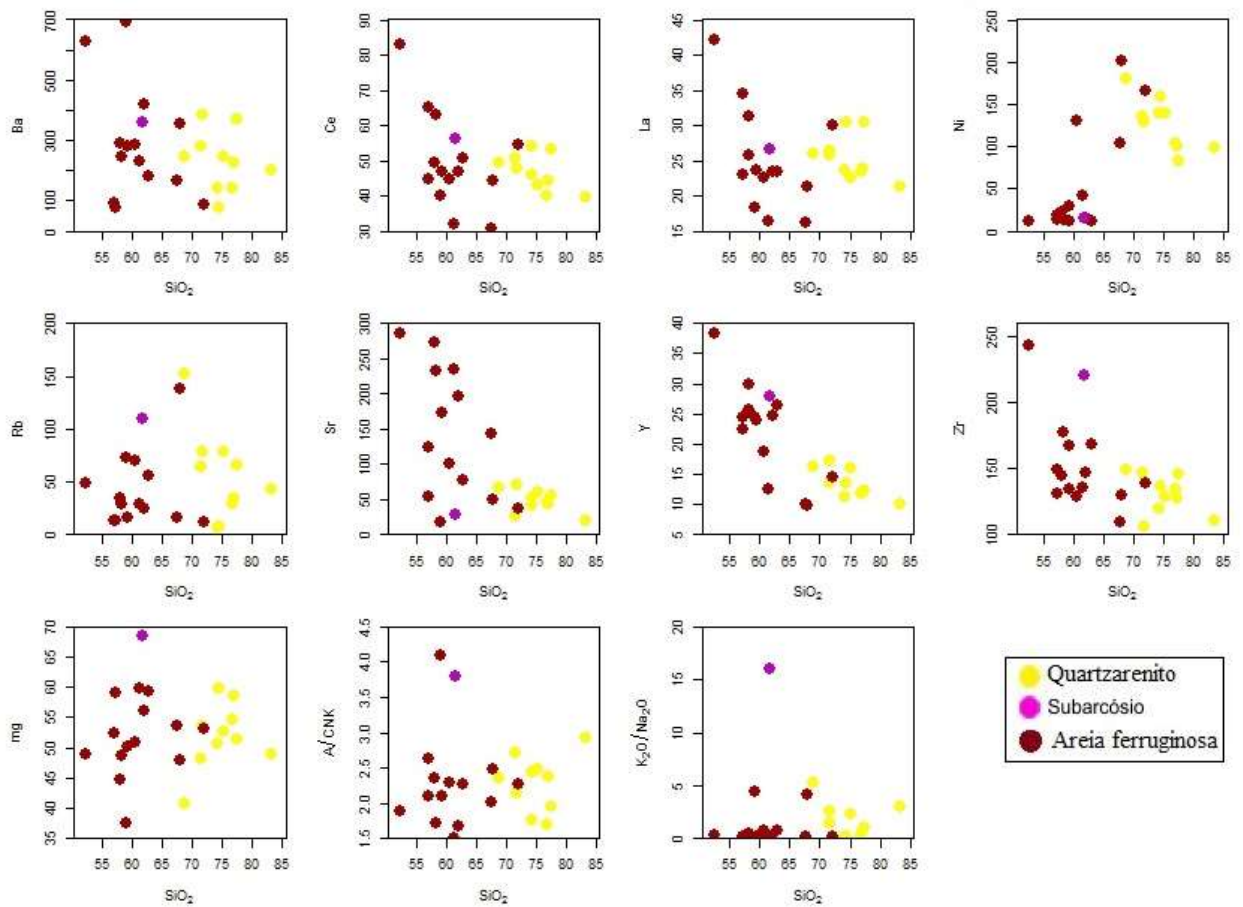 Ba
0 100 300 500 700
55 60 65 70 75 80 85
SiO₂
Ce
30 40 50 60 70 80 90
55 60 65 70 75 80 85
SiO₂
La
15 20 25 30 35 40 45
55 60 65 70 75 80 85
SiO₂
Ni
0 50 100 150 200 250
55 60 65 70 75 80 85
SiO₂
Rb
0 50 100 150 200
55 60 65 70 75 80 85
SiO₂
Sr
0 50 100 150 200 250 300
55 60 65 70 75 80 85
SiO₂
Y
5 10 15 20 25 30 35 40
55 60 65 70 75 80 85
SiO₂
Zr
100 150 200 250
55 60 65 70 75 80 85
SiO₂
mg
35 40 45 50 55 60 65 70
55 60 65 70 75 80 85
SiO₂
A/CNK
1.5 2.0 2.5 3.0 3.5 4.0 4.5
55 60 65 70 75 80 85
SiO₂
K₂O/Na₂O
0 5 10 15 20
55 60 65 70 75 80 85
SiO₂
Quartzarenito
Subarcósio
Areia ferruginosa